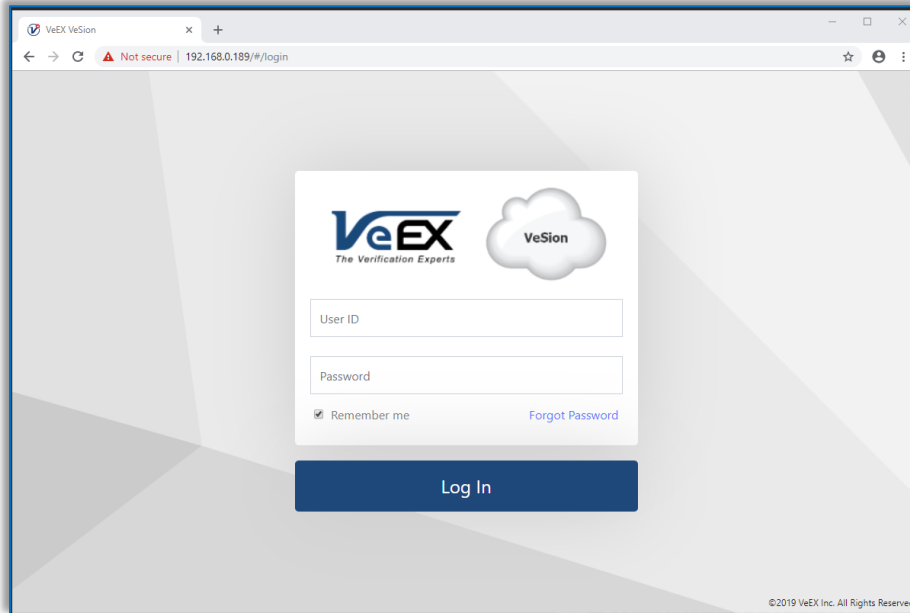 VeEX VeSion
Not secure | 192.168.0.189/#/login
VeEX
The Verification Experts
VeSion
User ID
Password
Remember me
Forgot Password
Log In
©2019 VeEX Inc. All Rights Reserve